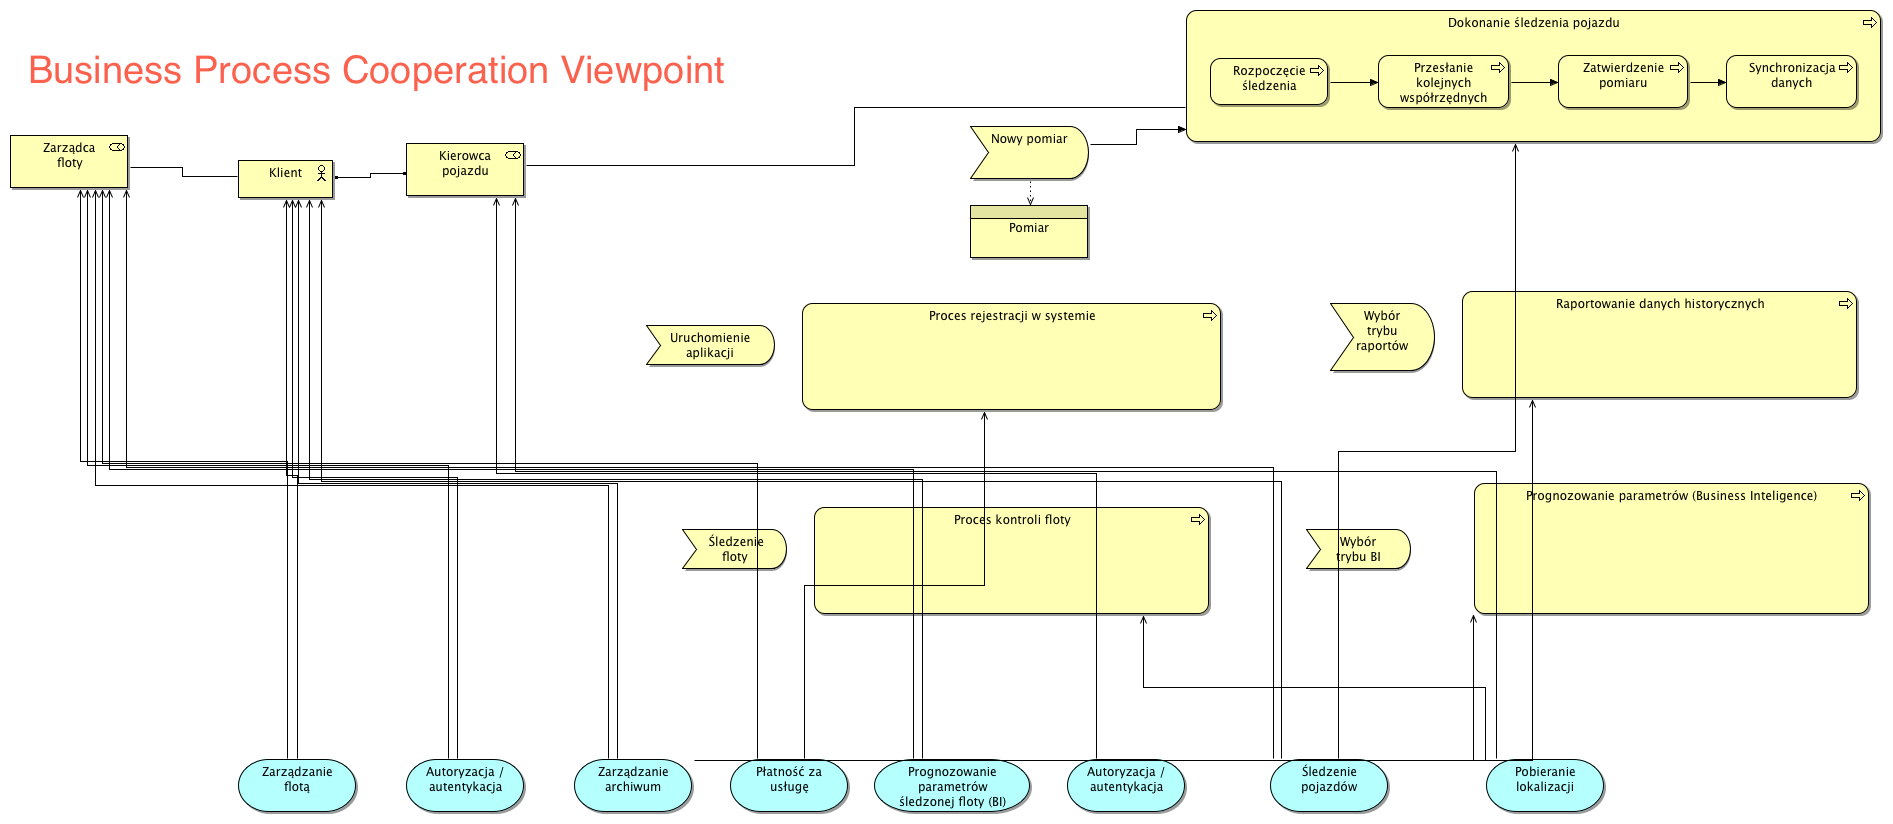 Business Process Cooperation Viewpoint
Dokonanie śledzenia pojazdu
Rozpoczęcie
śledzenia
Przesłanie
kolejnych
współrzędnych
Zatwierdzenie
pomiaru
Synchronizacja
danych
Zarządca
floty
Klient
Kierowca
pojazdu
Nowy pomiar
Pomiar
Uruchomienie
aplikacji
Proces rejestracji w systemie
Wybór
trybu
raportów
Raportowanie danych historycznych
Śledzenie
floty
Proces kontroli floty
Wybór
trybu BI
Prognozowanie parametrów (Business Inteligence)
Zarządzanie
flotą
Autoryzacja /
autentykacja
Zarządzanie
archiwum
Płatność za
usługę
Prognozowanie
parametrów
śledzonej floty (BI)
Autoryzacja /
autentykacja
Śledzenie
pojazdów
Pobieranie
lokalizacji